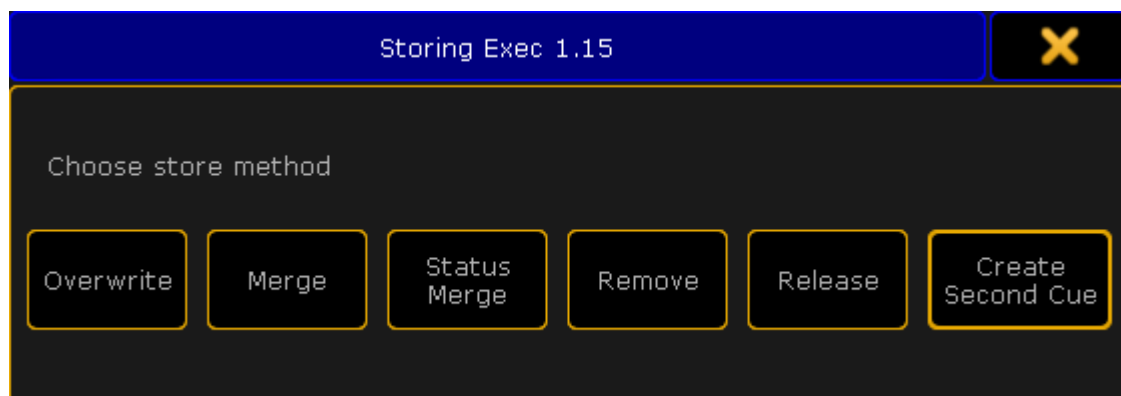 Storing Exec 1.15
Choose store method
Overwrite
Merge
Status
Merge
Remove
Release
Create
Second Cue